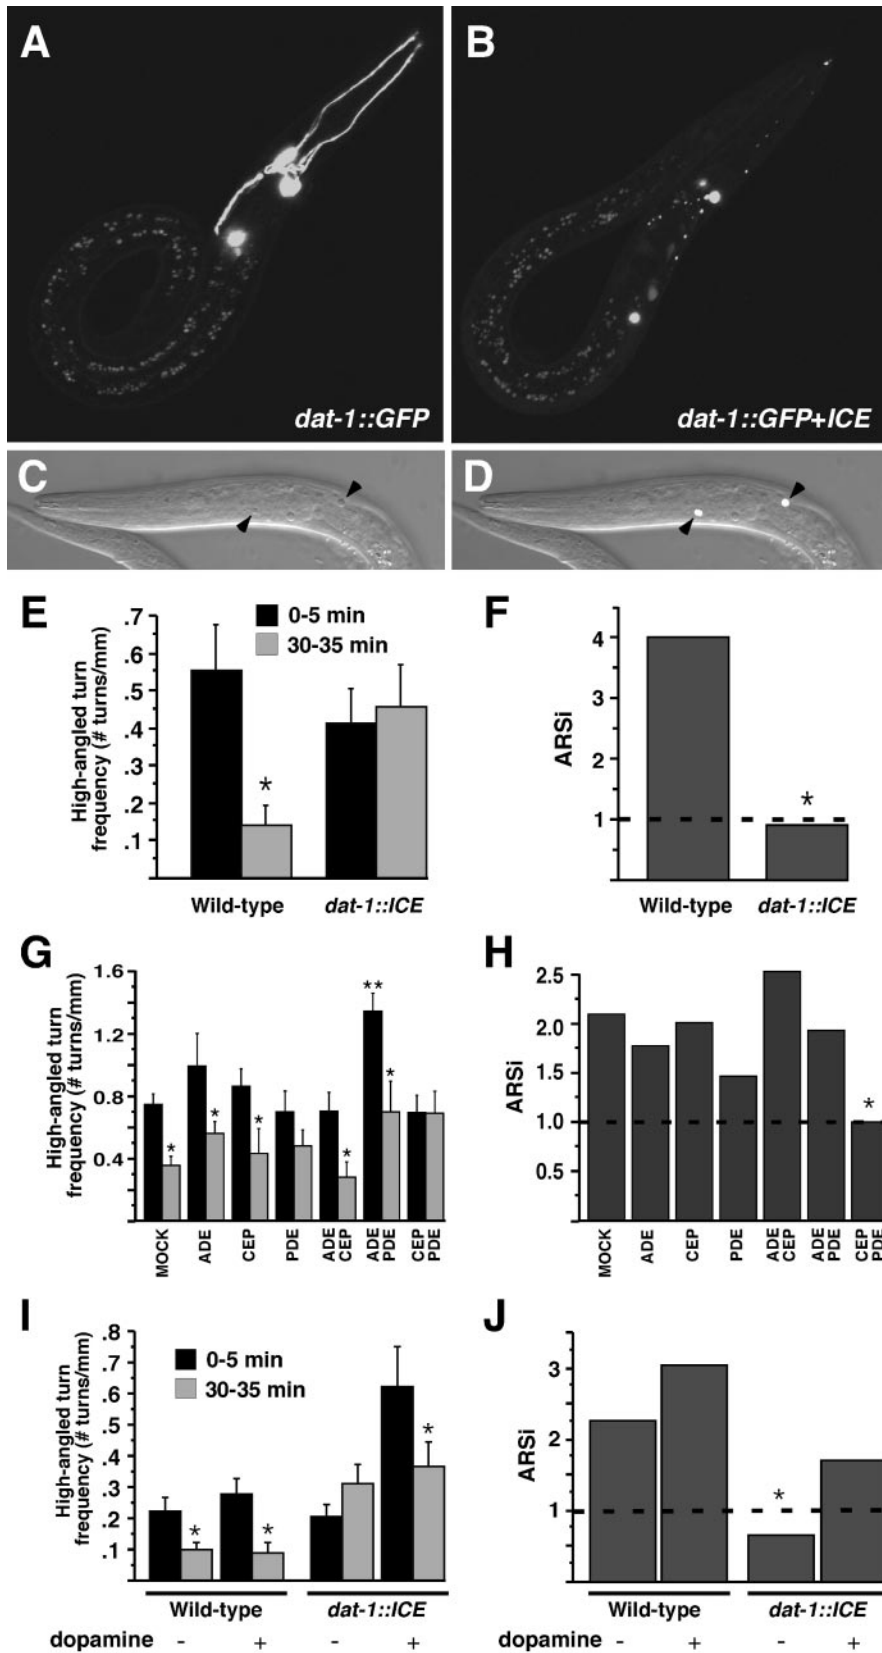 A
B
dat-1::GFP
dat-1::GFP+ICE
C
D
E
0-5 min
30-35 min
High-angled turn
frequency (# turns/mm)
.7
.6
.5
.4
.3
.2
.1
*
Wild-type
dat-1::ICE
F
ARSi
4
3
2
1
*
Wild-type
dat-1::ICE
G
High-angled turn
frequency (# turns/mm)
1.6
1.2
0.8
0.4
*
*
*
*
**
*
MOCK
ADE
CEP
PDE
ADE
CEP
ADE
PDE
CEP
PDE
H
ARSi
2.5
2.0
1.5
1.0
0.5
*
MOCK
ADE
CEP
PDE
ADE
CEP
ADE
PDE
CEP
PDE
I
High-angled turn
frequency (# turns/mm)
.8
.7
.6
.5
.4
.3
.2
.1
0-5 min
30-35 min
*
*
*
Wild-type
dat-1::ICE
dopamine - + - +
J
ARSi
3
2
1
*
Wild-type
dat-1::ICE
dopamine - + - +